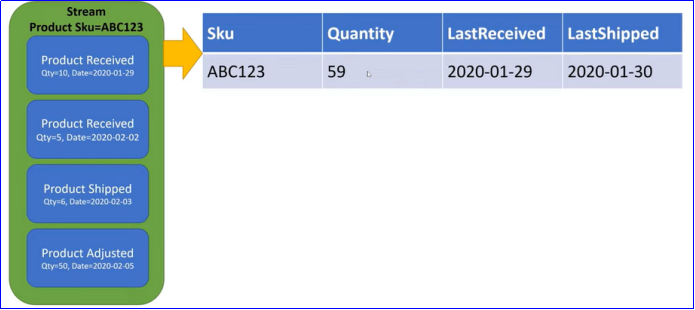 Stream
Product Sku=ABC123
Product Received
Qty=10, Date=2020-01-29
Product Received
Qty=5, Date=2020-02-02
Product Shipped
Qty=6, Date=2020-02-03
Product Adjusted
Qty=50, Date=2020-02-05
Sku Quantity LastReceived LastShipped
ABC123 59 2020-01-29 2020-01-30